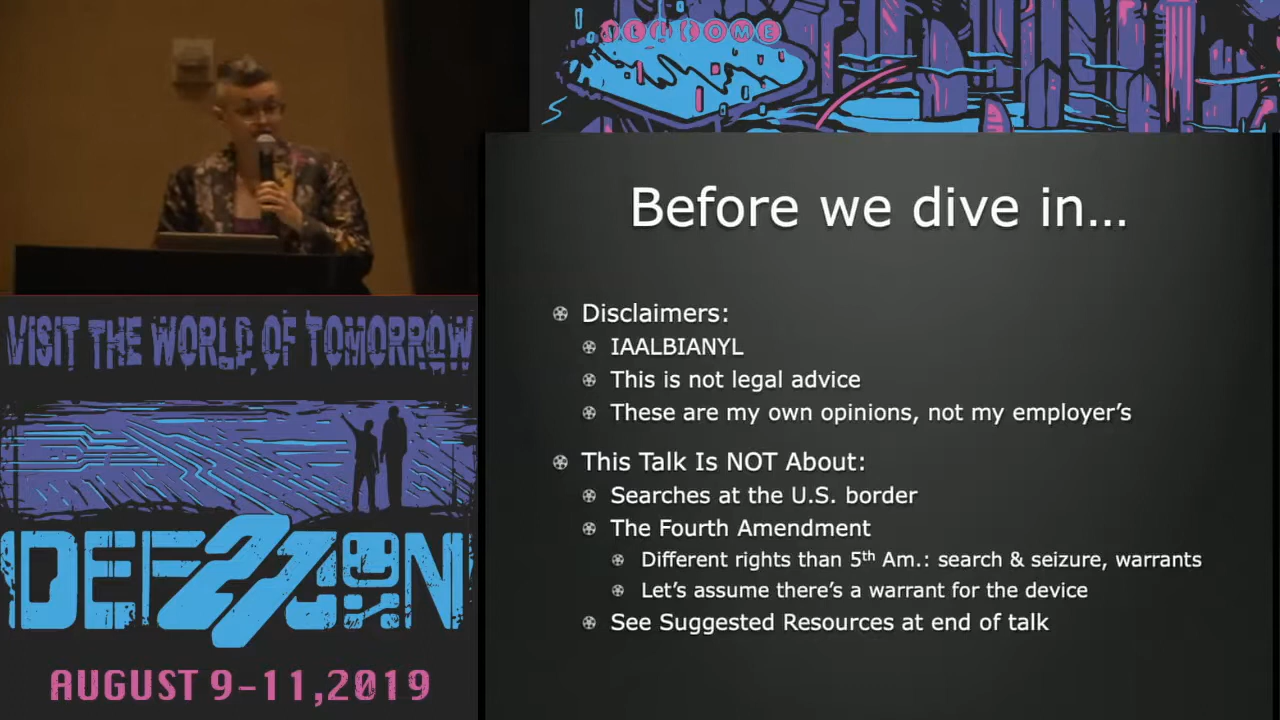 WELCOME
Before we dive in…
Disclaimers:
IAALBIANYL
This is not legal advice
These are my own opinions, not my employer's
This Talk Is NOT About:
Searches at the U.S. border
The Fourth Amendment
Different rights than 5th Am.: search & seizure, warrants
Let's assume there's a warrant for the device
See Suggested Resources at end of talk
VISIT THE WORLD OF TOMORROW
DEF 27 CON
AUGUST 9-11,2019